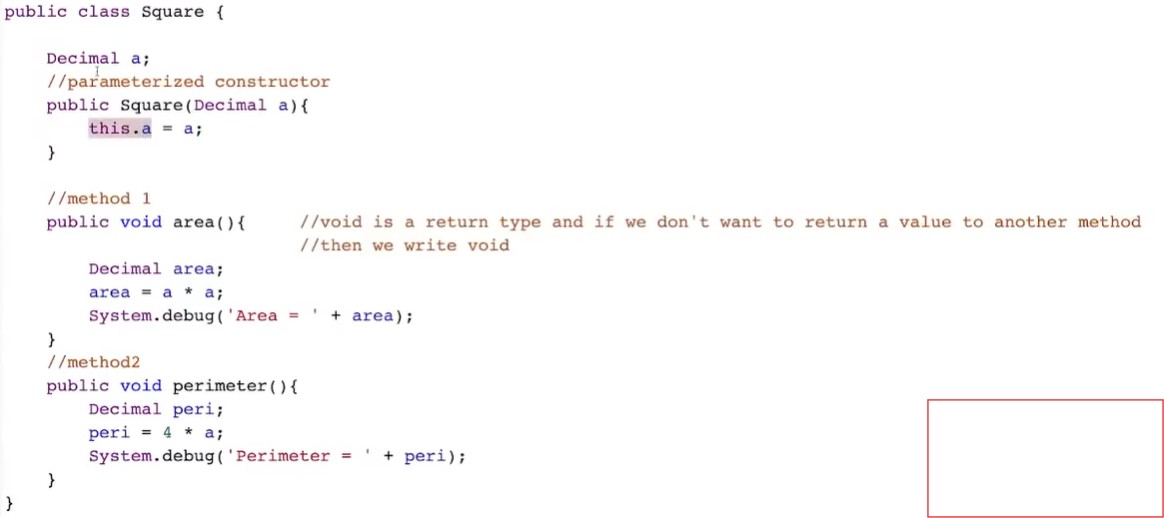 public class Square {
Decimal a;
//parameterized constructor
public Square(Decimal a){
this.a = a;
}
//method 1
public void area(){ //void is a return type and if we don't want to return a value to another method
//then we write void
Decimal area;
area = a * a;
System.debug('Area = ' + area);
}
//method2
public void perimeter(){
Decimal peri;
peri = 4 * a;
System.debug('Perimeter = ' + peri);
}
}